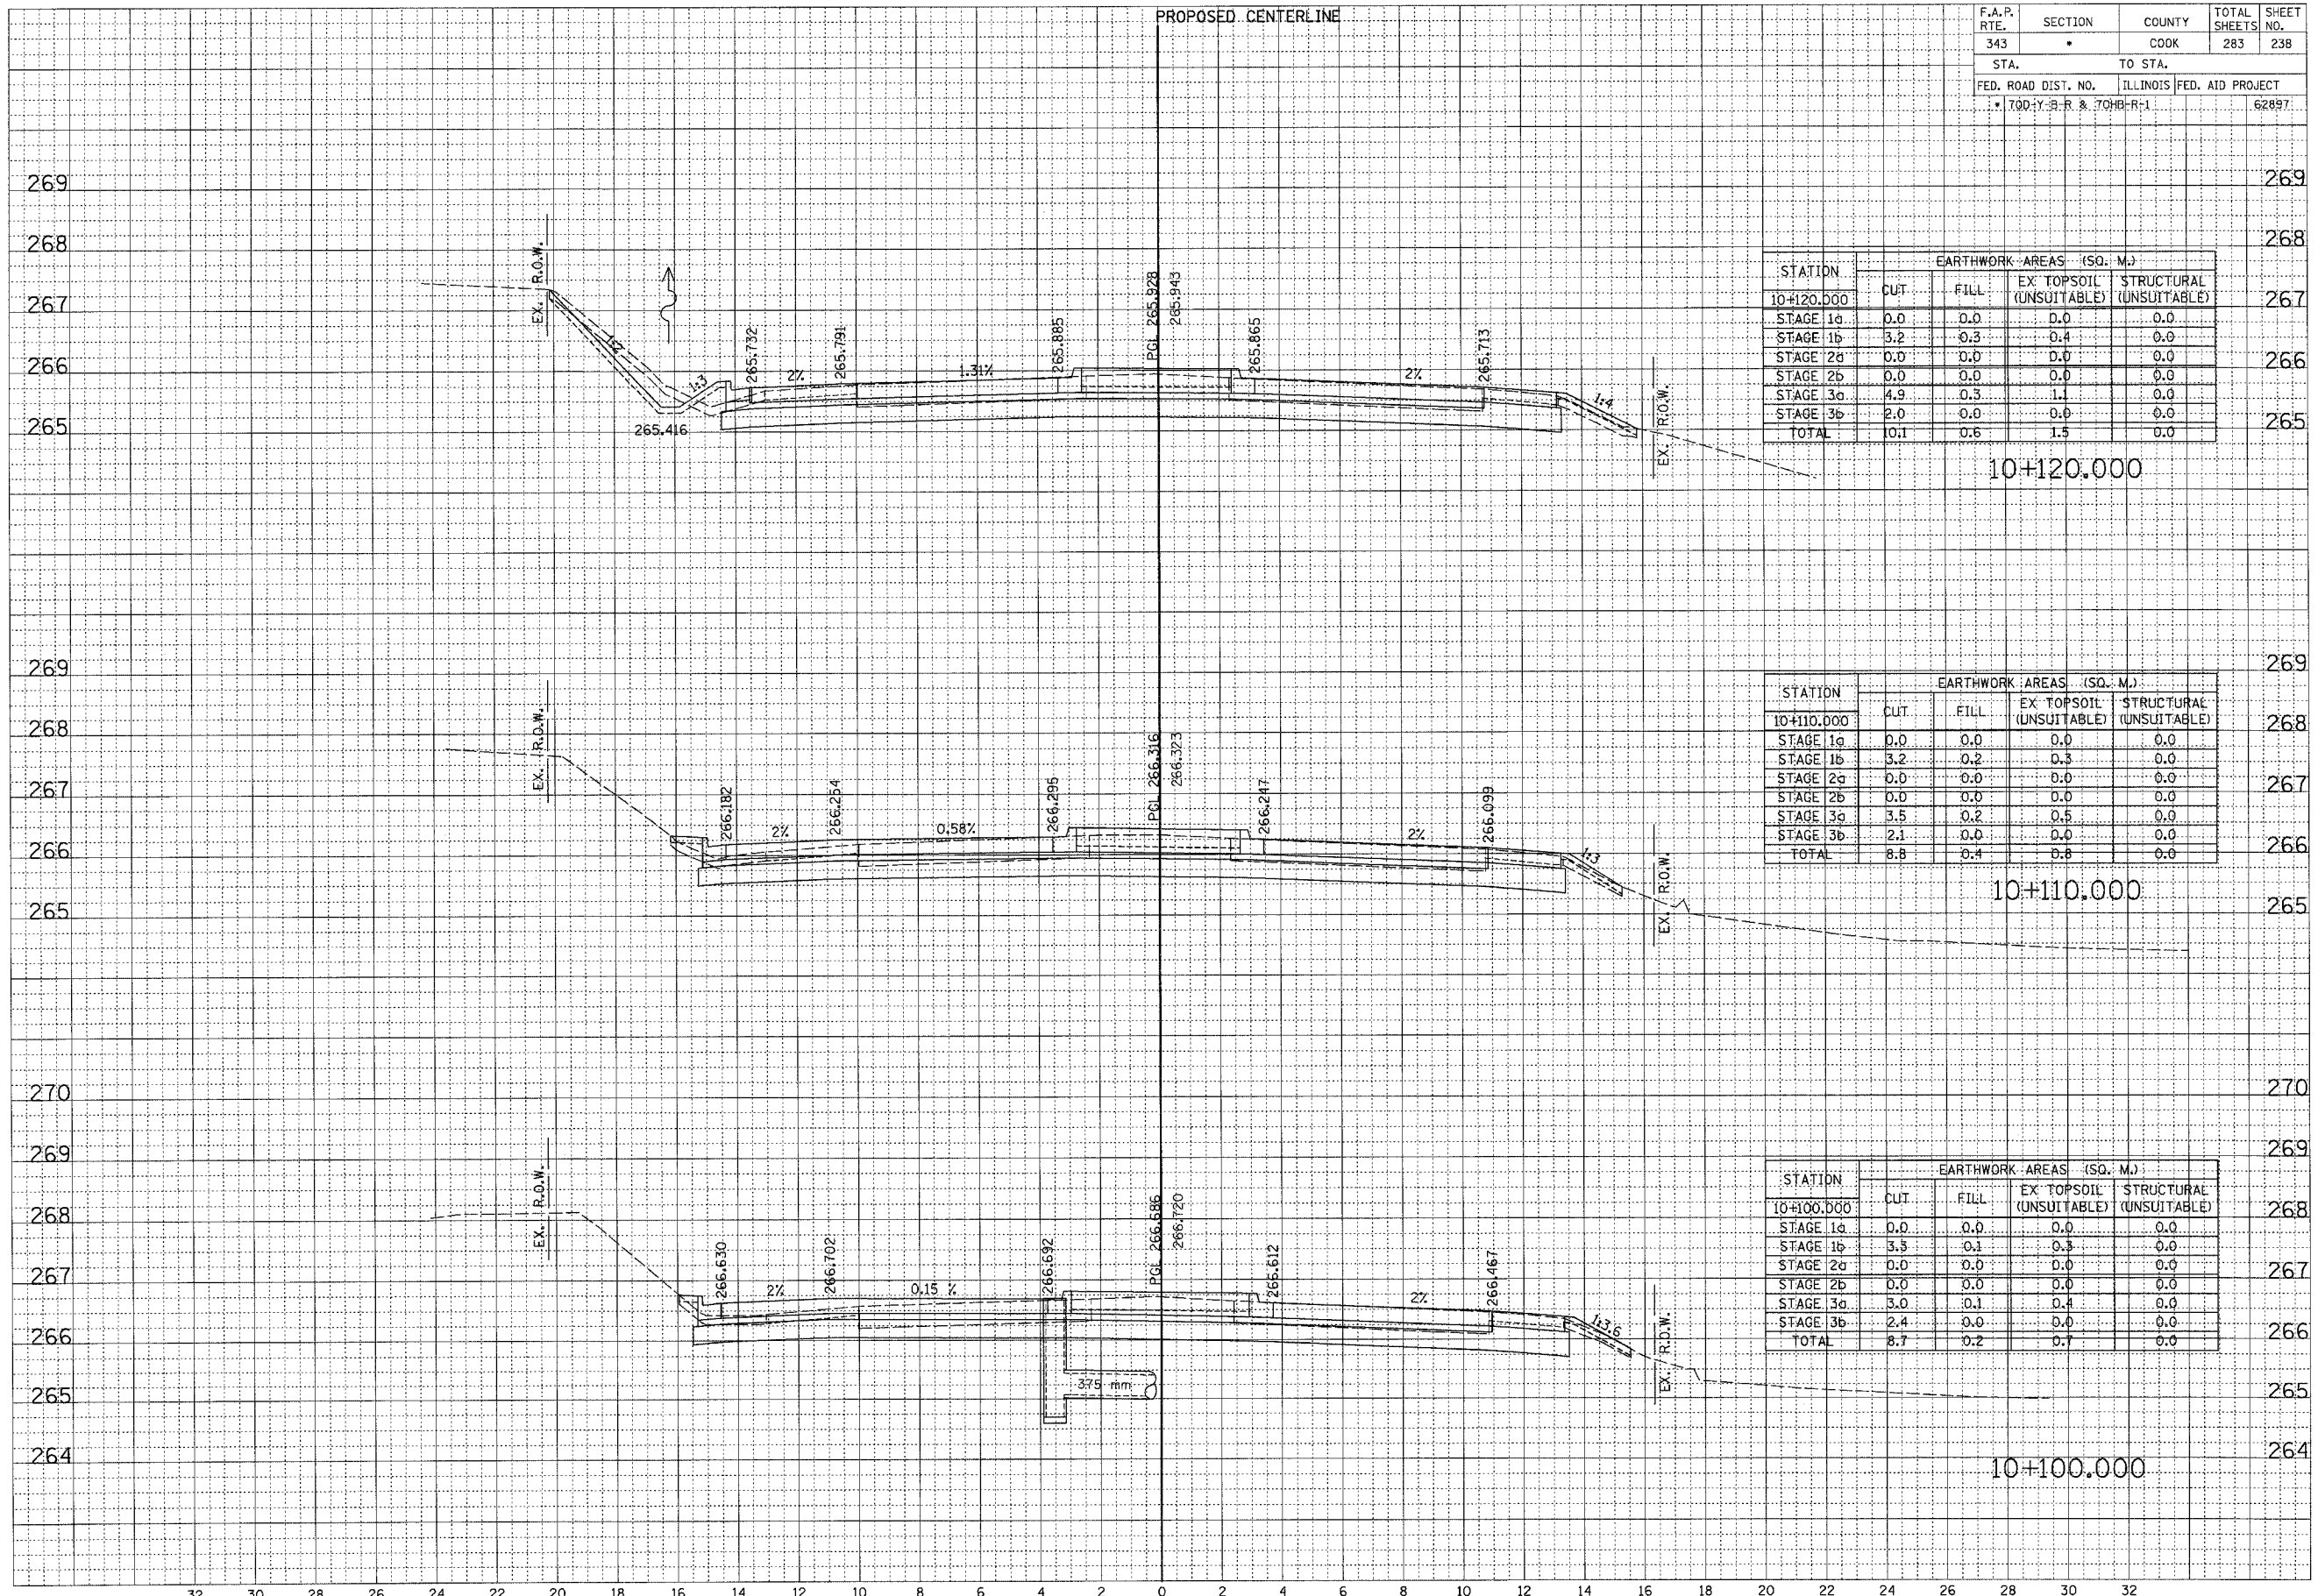 PROPOSED CENTERLINE
F.A.P. RTE. SECTION COUNTY TOTAL SHEETS SHEET NO.
343 * COOK 283 238
STA. TO STA.
FED. ROAD DIST. NO. ILLINOIS FED. AID PROJECT
* 70D-Y-B-R & 70HB-R-1 62897
269 269
268 268
267 267
266 266
265 265
EX. R.O.W.
1:2
1:3
265.416
265.732
2%
265.791
1.31%
265.885
PGL 265.928
265.943
265.865
2%
265.713
1:4
EX. R.O.W.
STATION EARTHWORK AREAS (SQ. M.)
10+120.000 CUT FILL EX TOPSOIL (UNSUITABLE) STRUCTURAL (UNSUITABLE)
STAGE 1a 0.0 0.0 0.0 0.0
STAGE 1b 3.2 0.3 0.4 0.0
STAGE 2a 0.0 0.0 0.0 0.0
STAGE 2b 0.0 0.0 0.0 0.0
STAGE 3a 4.9 0.3 1.1 0.0
STAGE 3b 2.0 0.0 0.0 0.0
TOTAL 10.1 0.6 1.5 0.0
10+120.000
269 269
268 268
267 267
266 266
265 265
EX. R.O.W.
266.182
2%
266.254
0.58%
266.295
PGL 266.316
266.323
266.247
2%
266.099
1:3
EX. R.O.W.
STATION EARTHWORK AREAS (SQ. M.)
10+110.000 CUT FILL EX TOPSOIL (UNSUITABLE) STRUCTURAL (UNSUITABLE)
STAGE 1a 0.0 0.0 0.0 0.0
STAGE 1b 3.2 0.2 0.3 0.0
STAGE 2a 0.0 0.0 0.0 0.0
STAGE 2b 0.0 0.0 0.0 0.0
STAGE 3a 3.5 0.2 0.5 0.0
STAGE 3b 2.1 0.0 0.0 0.0
TOTAL 8.8 0.4 0.8 0.0
10+110.000
270 270
269 269
268 268
267 267
266 266
265 265
264 264
EX. R.O.W.
266.630
2%
266.702
0.15 %
266.692
PGL 266.686
266.720
266.612
2%
266.467
1:3.6
EX. R.O.W.
375 mm
STATION EARTHWORK AREAS (SQ. M.)
10+100.000 CUT FILL EX TOPSOIL (UNSUITABLE) STRUCTURAL (UNSUITABLE)
STAGE 1a 0.0 0.0 0.0 0.0
STAGE 1b 3.3 0.1 0.3 0.0
STAGE 2a 0.0 0.0 0.0 0.0
STAGE 2b 0.0 0.0 0.0 0.0
STAGE 3a 3.0 0.1 0.4 0.0
STAGE 3b 2.4 0.0 0.0 0.0
TOTAL 8.7 0.2 0.7 0.0
10+100.000
32 30 28 26 24 22 20 18 16 14 12 10 8 6 4 2 0 2 4 6 8 10 12 14 16 18 20 22 24 26 28 30 32